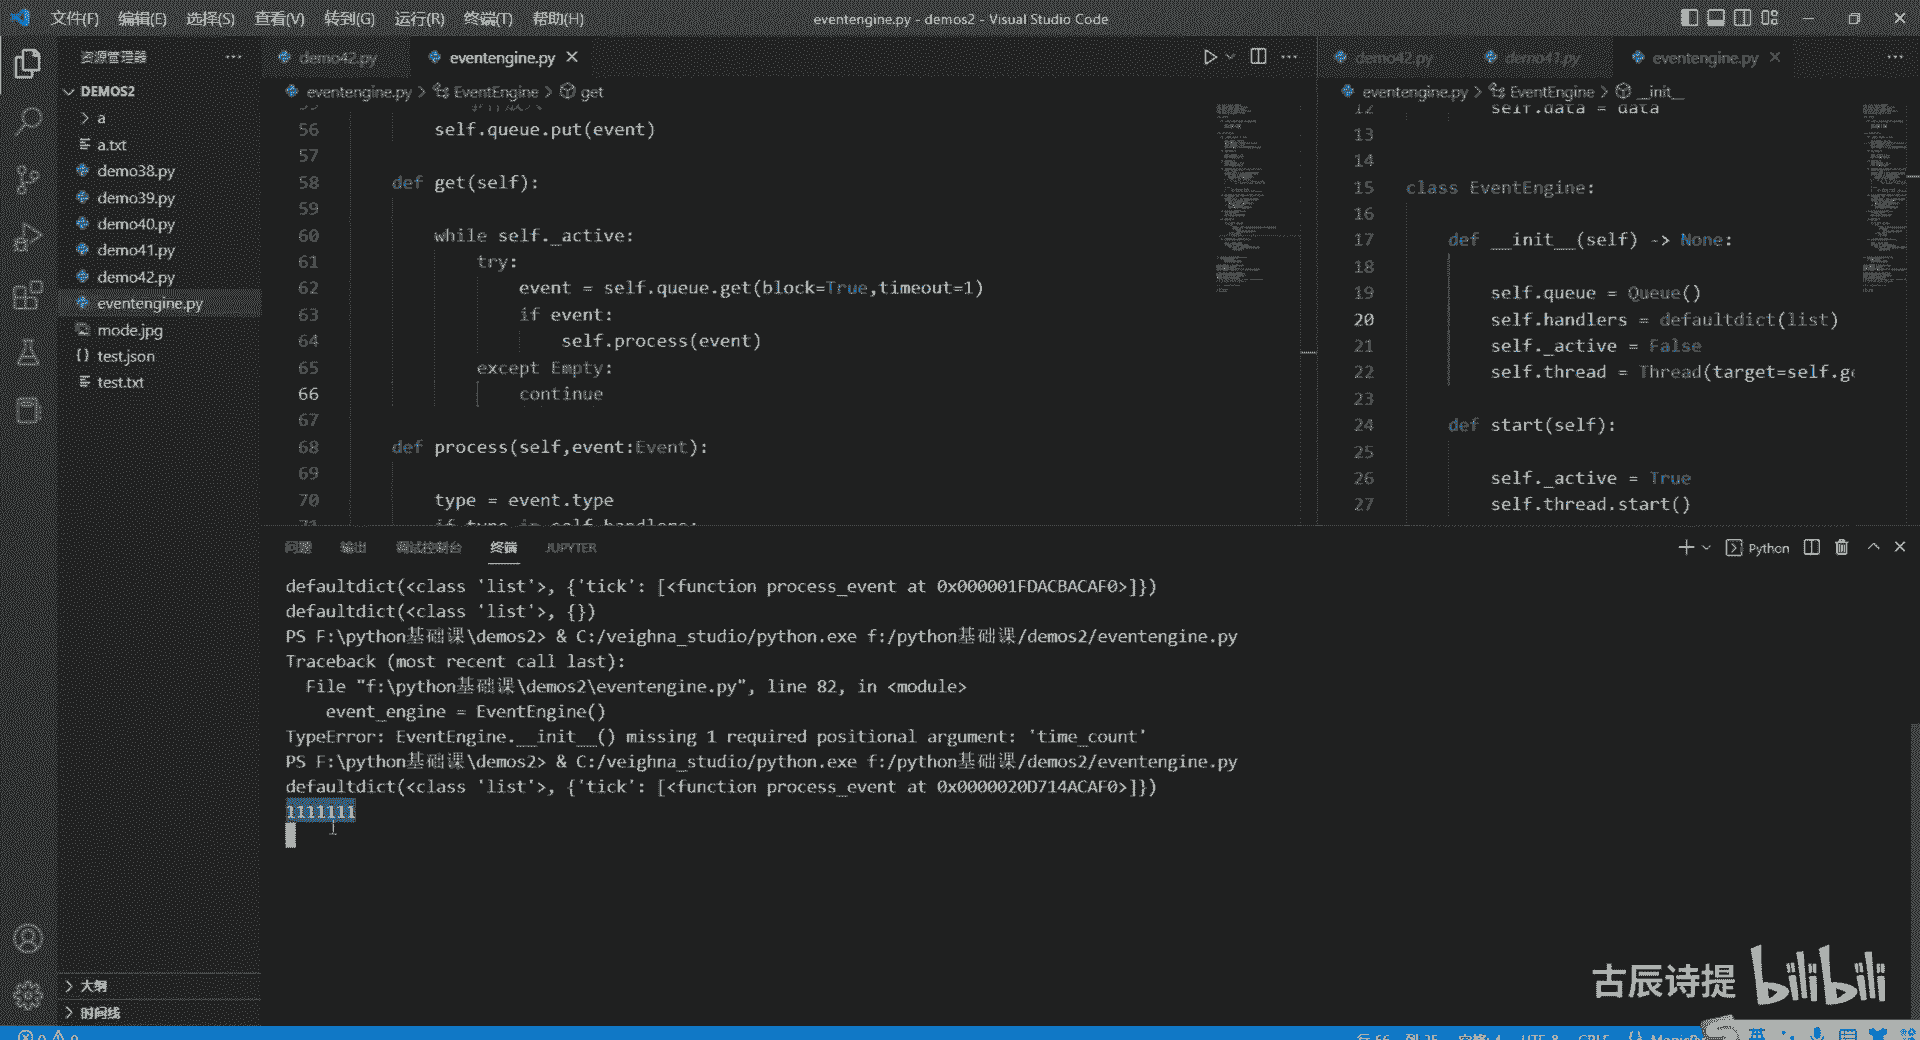 文件(F) 编辑(E) 选择(S) 查看(V) 转到(G) 运行(R) 终端(T) 帮助(H)
eventengine.py - demos2 - Visual Studio Code
资源管理器
DEMOS2
a
a.txt
demo38.py
demo39.py
demo40.py
demo41.py
demo42.py
eventengine.py
mode.jpg
test.json
test.txt
大纲
时间线
demo42.py eventengine.py
eventengine.py > EventEngine > get
56 self.queue.put(event)
57
58 def get(self):
59
60 while self._active:
61 try:
62 event = self.queue.get(block=True,timeout=1)
63 if event:
64 self.process(event)
65 except Empty:
66 continue
67
68 def process(self,event:Event):
69
70 type = event.type
71 if type in self.handlers:
demo42.py demo41.py eventengine.py
eventengine.py > EventEngine > __init__
12 self.data = data
13
14
15 class EventEngine:
16
17 def __init__(self) -> None:
18
19 self.queue = Queue()
20 self.handlers = defaultdict(list)
21 self._active = False
22 self.thread = Thread(target=self.ge
23
24 def start(self):
25
26 self._active = True
27 self.thread.start()
问题 输出 调试控制台 终端 JUPYTER
Python
defaultdict(<class 'list'>, {'tick': [<function process_event at 0x000001FDACBACAF0>]})
defaultdict(<class 'list'>, {})
PS F:\python基础课\demos2> & C:/veighna_studio/python.exe f:/python基础课/demos2/eventengine.py
Traceback (most recent call last):
File "f:\python基础课\demos2\eventengine.py", line 82, in <module>
event_engine = EventEngine()
TypeError: EventEngine.__init__() missing 1 required positional argument: 'time_count'
PS F:\python基础课\demos2> & C:/veighna_studio/python.exe f:/python基础课/demos2/eventengine.py
defaultdict(<class 'list'>, {'tick': [<function process_event at 0x0000020D714ACAF0>]})
1111111
古辰诗提 bilibili